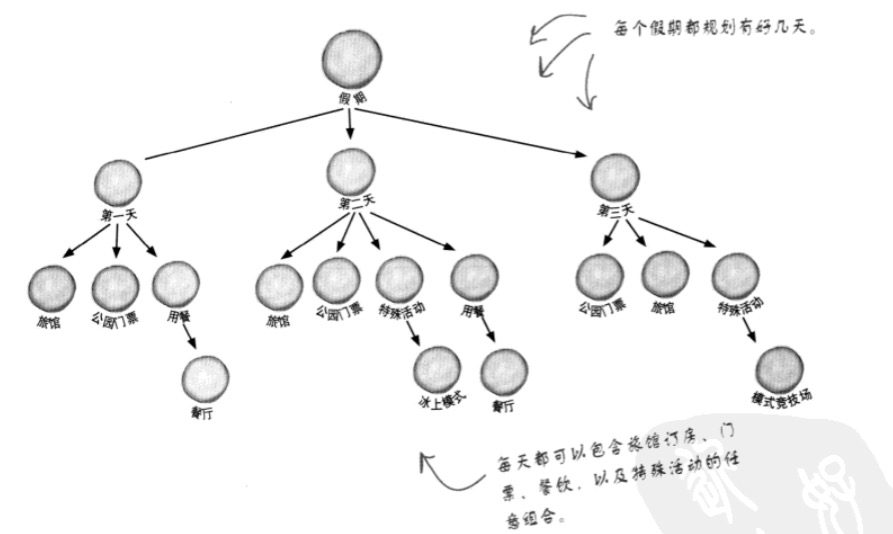 每个假期都规划有好几天。
假期
第一天
第二天
第三天
旅馆
公园门票
用餐
旅馆
公园门票
特殊活动
用餐
公园门票
旅馆
特殊活动
餐厅
冰上模式
餐厅
模式竞技场
每天都可以包含旅馆订房、门
票、餐饮，以及特殊活动的任
意组合。